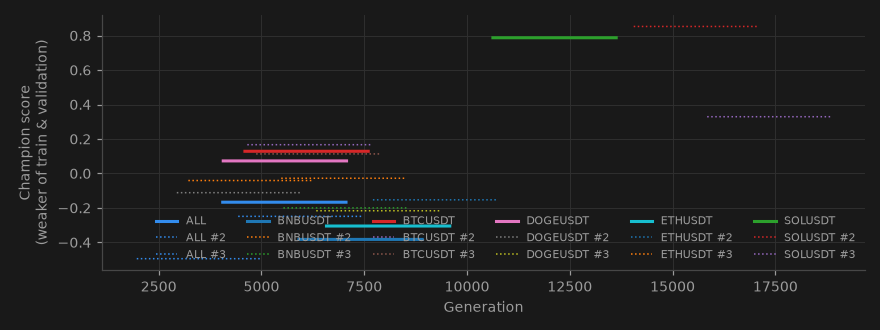 Champion score
(weaker of train & validation)
0.8
0.6
0.4
0.2
0.0
−0.2
−0.4
ALL BNBUSDT BTCUSDT DOGEUSDT ETHUSDT SOLUSDT
ALL #2 BNBUSDT #2 BTCUSDT #2 DOGEUSDT #2 ETHUSDT #2 SOLUSDT #2
ALL #3 BNBUSDT #3 BTCUSDT #3 DOGEUSDT #3 ETHUSDT #3 SOLUSDT #3
2500 5000 7500 10000 12500 15000 17500
Generation